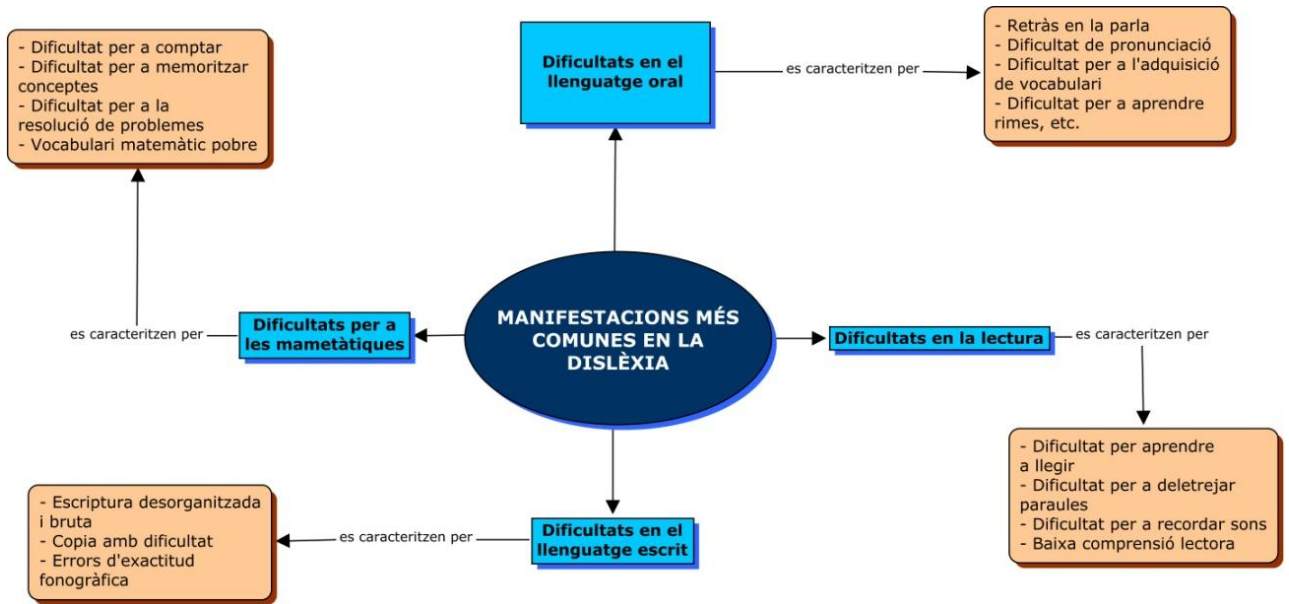 - Dificultat per a comptar
- Dificultat per a memoritzar
conceptes
- Dificultat per a la
resolució de problemes
- Vocabulari matemàtic pobre
Dificultats en el
llenguatge oral
es caracteritzen per
- Retràs en la parla
- Dificultat de pronunciació
- Dificultat per a l'adquisició
de vocabulari
- Dificultat per a aprendre
rimes, etc.
es caracteritzen per
Dificultats per a
les mametàtiques
MANIFESTACIONS MÉS
COMUNES EN LA
DISLÈXIA
Dificultats en la lectura
es caracteritzen per
- Dificultat per aprendre
a llegir
- Dificultat per a deletrejar
paraules
- Dificultat per a recordar sons
- Baixa comprensió lectora
- Escriptura desorganitzada
i bruta
- Copia amb dificultat
- Errors d'exactitud
fonogràfica
es caracteritzen per
Dificultats en el
llenguatge escrit